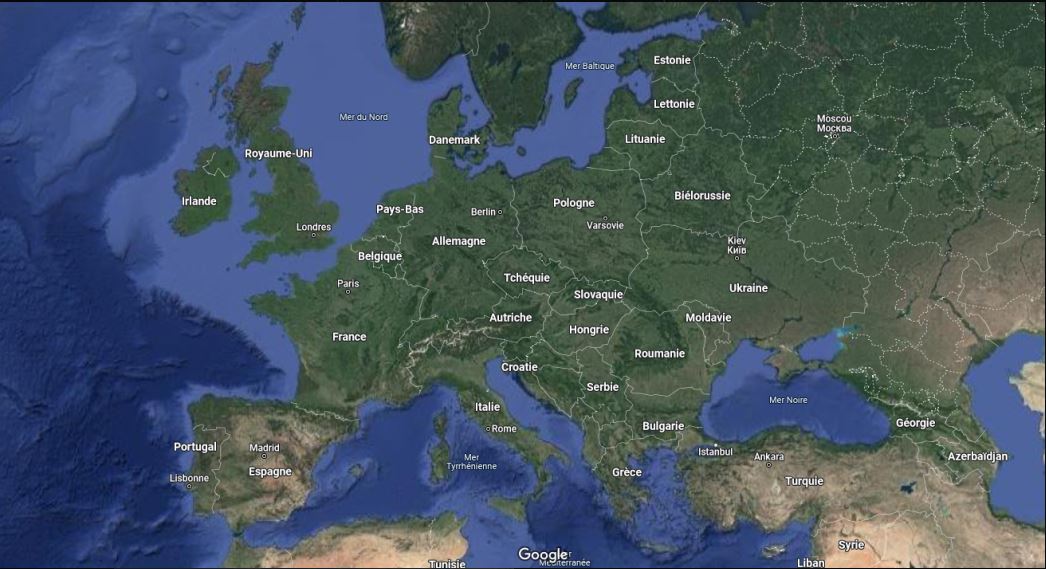 Estonie
Mer Baltique
Lettonie
Mer du Nord
Moscou
Москва
Danemark
Lituanie
Royaume-Uni
Biélorussie
Irlande
Pays-Bas
Berlin
Pologne
Londres
Varsovie
Allemagne
Kiev
Київ
Belgique
Tchéquie
Paris
Ukraine
Slovaquie
Autriche
Moldavie
Hongrie
France
Roumanie
Croatie
Serbie
Mer Noire
Italie
Géorgie
Bulgarie
Rome
Portugal
Madrid
Istanbul
Ankara
Azerbaïdjan
Mer
Tyrrhénienne
Espagne
Grèce
Lisbonne
Turquie
Syrie
Google
Méditerranée
Tunisie
Liban